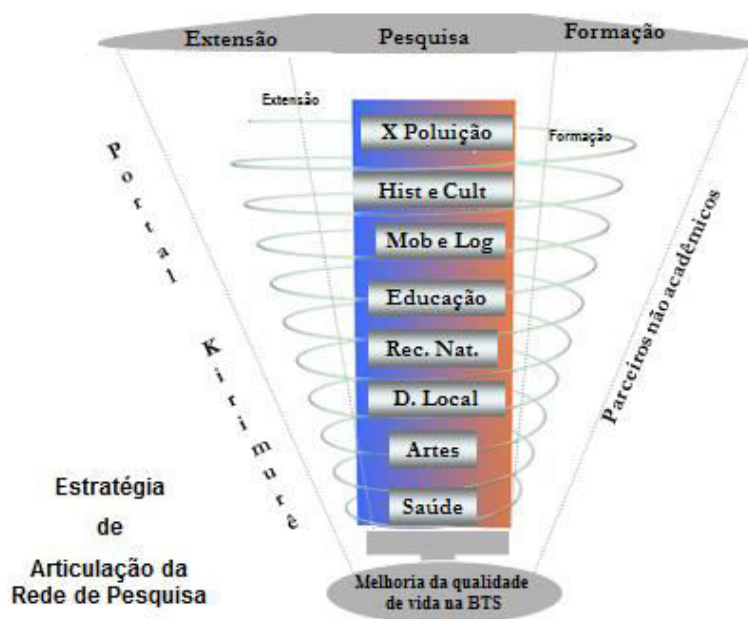 Extensão
Pesquisa
Formação
Extensão
Formação
X Poluição
Hist e Cult
Mob e Log
Educação
Rec. Nat.
D. Local
Artes
Saúde
Portal Kirimurê
Parceiros não acadêmicos
Estratégia
de
Articulação da
Rede de Pesquisa
Melhoria da qualidade
de vida na BTS